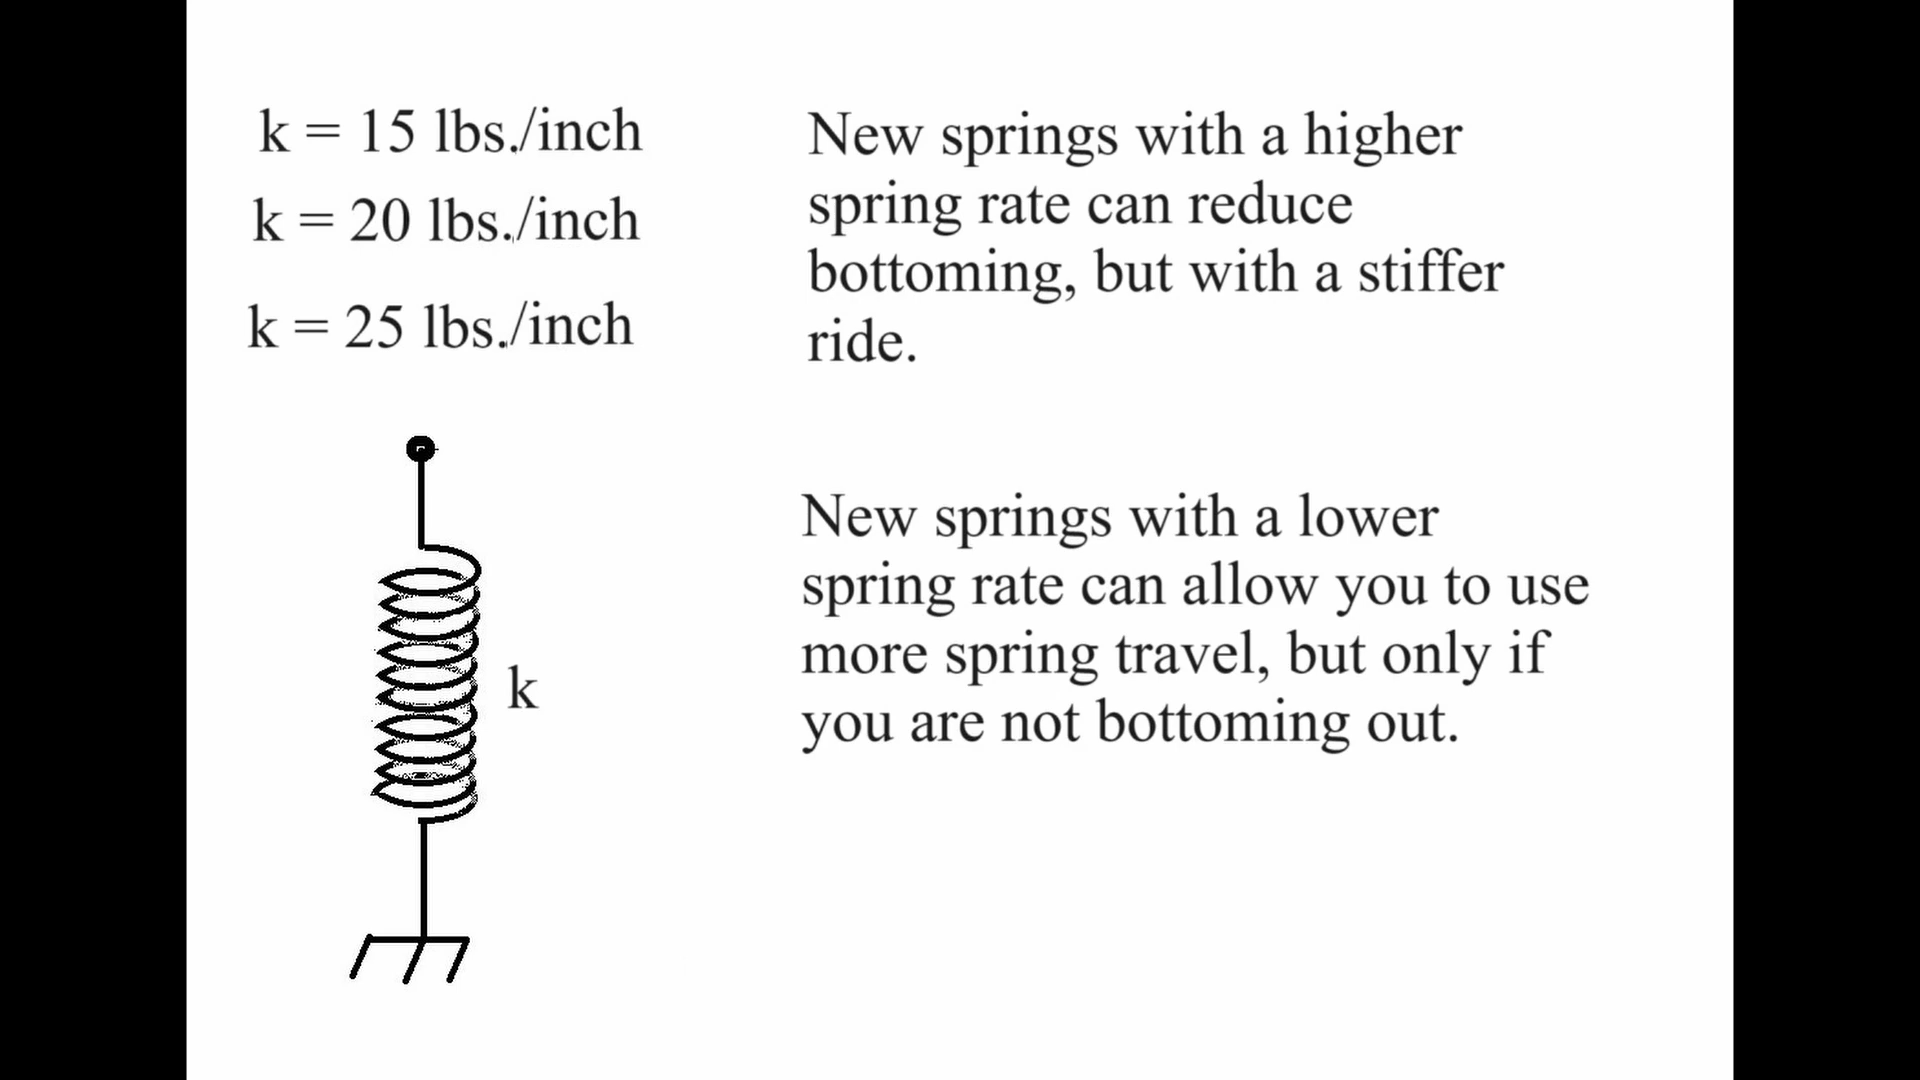 k = 15 lbs./inch
k = 20 lbs./inch
k = 25 lbs./inch
New springs with a higher
spring rate can reduce
bottoming, but with a stiffer
ride.
k
New springs with a lower
spring rate can allow you to use
more spring travel, but only if
you are not bottoming out.